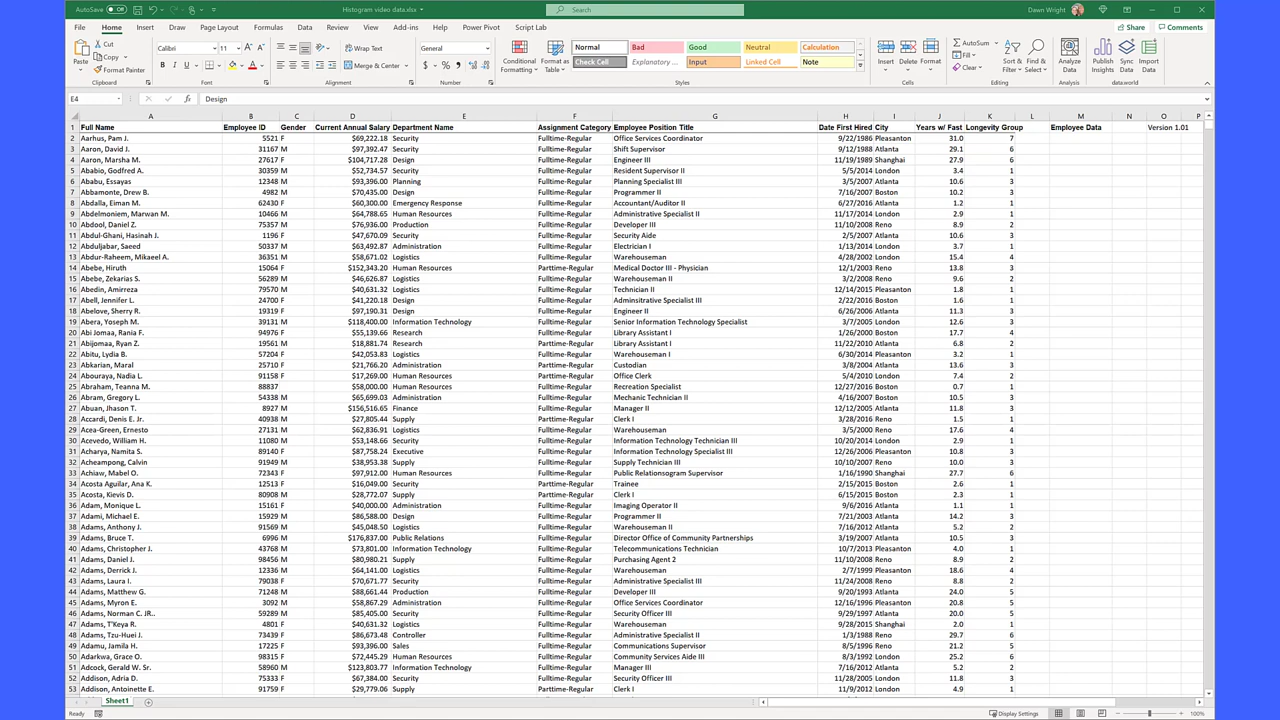 AutoSave Off Histogram video data.xlsx Search Dawn Wright
File Home Insert Draw Page Layout Formulas Data Review View Add-ins Help Power Pivot Script Lab Share Comments
Paste Cut Copy Format Painter Calibri 11 Wrap Text Merge & Center General Conditional Formatting Format as Table Normal Bad Good Neutral Calculation Check Cell Explanatory ... Input Linked Cell Note Insert Delete Format AutoSum Fill Clear Sort & Filter Find & Select Analyze Data Publish Insights Sync Data Import Data
Clipboard Font Alignment Number Styles Cells Editing Analysis data.world
E4 fx Design
A B C D E F G H I J K L M N O P
1 Full Name Employee ID Gender Current Annual Salary Department Name Assignment Category Employee Position Title Date First Hired City Years w/ Fast Longevity Group Employee Data Version 1.01
2 Aarhus, Pam J. 5521 F $69,222.18 Security Fulltime-Regular Office Services Coordinator 9/22/1986 Pleasanton 31.0 7
3 Aaron, David J. 31167 M $97,392.47 Security Fulltime-Regular Shift Supervisor 9/12/1988 Atlanta 29.1 6
4 Aaron, Marsha M. 27617 F $104,717.28 Design Fulltime-Regular Engineer III 11/19/1989 Shanghai 27.9 6
5 Ababio, Godfred A. 30359 M $52,734.57 Security Fulltime-Regular Resident Supervisor II 5/5/2014 London 3.4 1
6 Ababu, Essayas 12348 M $93,396.00 Planning Fulltime-Regular Planning Specialist III 3/5/2007 Atlanta 10.6 3
7 Abbamonte, Drew B. 4982 M $70,435.00 Design Fulltime-Regular Programmer II 7/16/2007 Boston 10.2 3
8 Abdalla, Eiman M. 62430 F $60,300.00 Emergency Response Fulltime-Regular Accountant/Auditor II 6/27/2016 Atlanta 1.2 1
9 Abdelmoniem, Marwan M. 10466 M $64,788.65 Human Resources Fulltime-Regular Administrative Specialist II 11/17/2014 London 2.9 1
10 Abdool, Daniel Z. 75357 M $76,936.00 Production Fulltime-Regular Developer III 11/10/2008 Reno 8.9 2
11 Abdul-Ghani, Hasinah J. 1196 F $47,670.09 Security Fulltime-Regular Security Aide 2/5/2007 Atlanta 10.6 3
12 Abduljabar, Saeed 50337 M $63,492.87 Administration Fulltime-Regular Electrician I 1/13/2014 London 3.7 1
13 Abdur-Raheem, Mikaeel A. 36351 M $58,671.02 Logistics Fulltime-Regular Warehouseman 4/28/2002 London 15.4 4
14 Abebe, Hiruth 15064 F $152,343.20 Human Resources Parttime-Regular Medical Doctor III - Physician 12/1/2003 Reno 13.8 3
15 Abebe, Zekarias S. 56289 M $46,626.87 Logistics Fulltime-Regular Warehouseman II 3/2/2008 Reno 9.6 2
16 Abedin, Amirreza 79570 M $40,631.32 Logistics Fulltime-Regular Technician II 12/14/2015 Pleasanton 1.8 1
17 Abell, Jennifer L. 24700 F $41,220.18 Design Fulltime-Regular Adminsitrative Specialist III 2/22/2016 Boston 1.6 1
18 Abelove, Sherry R. 19319 F $97,190.31 Design Fulltime-Regular Engineer II 6/26/2006 Atlanta 11.3 3
19 Abera, Yoseph M. 39131 M $118,400.00 Information Technology Fulltime-Regular Senior Information Technology Specialist 3/7/2005 London 12.6 3
20 Abi Jomaa, Rania F. 94976 F $55,139.66 Research Fulltime-Regular Library Assistant I 1/26/2000 Boston 17.7 4
21 Abijomaa, Ryan Z. 19561 M $18,881.74 Research Parttime-Regular Library Assistant I 11/22/2010 Atlanta 6.8 2
22 Abitu, Lydia B. 57204 F $42,053.83 Logistics Fulltime-Regular Warehouseman I 6/30/2014 Pleasanton 3.2 1
23 Abkarian, Maral 25710 F $21,766.20 Administration Parttime-Regular Custodian 3/8/2004 Atlanta 13.6 3
24 Abouraya, Nadia L. 91158 F $17,269.00 Human Resources Parttime-Regular Office Clerk 5/4/2010 London 7.4 2
25 Abraham, Teanna M. 88837 $58,000.00 Human Resources Fulltime-Regular Recreation Specialist 12/27/2016 Boston 0.7 1
26 Abram, Gregory L. 54338 M $65,699.03 Administration Fulltime-Regular Mechanic Technician II 4/2/2007 Boston 10.5 3
27 Abuan, Jhason T. 8927 M $156,516.65 Finance Fulltime-Regular Manager II 12/12/2005 Atlanta 11.8 3
28 Accardi, Denis E. Jr. 40938 M $27,805.44 Supply Parttime-Regular Clerk I 3/28/2016 Reno 1.5 1
29 Acea-Green, Ernesto 27131 M $62,836.91 Logistics Fulltime-Regular Warehouseman 3/5/2000 Reno 17.6 4
30 Acevedo, William H. 11080 M $53,148.66 Security Fulltime-Regular Information Technology Technician III 10/20/2014 London 2.9 1
31 Acharya, Namita S. 89140 F $87,758.24 Executive Fulltime-Regular Information Technology Specialist III 12/26/2006 Pleasanton 10.8 3
32 Acheampong, Calvin 91949 M $38,953.38 Supply Fulltime-Regular Supply Technician III 10/10/2007 Reno 10.0 3
33 Achiaw, Mabel O. 72343 F $97,912.00 Human Resources Fulltime-Regular Public Relationsogram Supervisor 1/16/1990 Shanghai 27.7 6
34 Acosta Aguilar, Ana K. 12513 F $16,049.00 Security Parttime-Regular Trainee 2/15/2015 Boston 2.6 1
35 Acosta, Kievis D. 80908 M $28,772.07 Supply Parttime-Regular Clerk I 6/15/2015 Boston 2.3 1
36 Adam, Monique L. 15161 F $40,000.00 Administration Fulltime-Regular Imaging Operator II 9/6/2016 Atlanta 1.1 1
37 Adami, Michael E. 15929 M $86,588.00 Design Fulltime-Regular Programmer II 7/21/2003 Atlanta 14.2 3
38 Adams, Anthony J. 91569 M $45,048.50 Logistics Fulltime-Regular Warehouseman II 7/16/2012 Atlanta 5.2 2
39 Adams, Bruce T. 6996 M $176,837.00 Public Relations Fulltime-Regular Director Office of Community Partnerships 3/19/2007 Atlanta 10.5 3
40 Adams, Christopher J. 43768 M $73,801.00 Information Technology Fulltime-Regular Telecommunications Technician 10/7/2013 Pleasanton 4.0 1
41 Adams, Daniel J. 98456 M $80,980.21 Supply Fulltime-Regular Purchasing Agent 2 11/10/2008 Reno 8.9 2
42 Adams, Derrick J. 12336 M $64,141.00 Logistics Fulltime-Regular Warehouseman 2/7/1999 Pleasanton 18.6 4
43 Adams, Laura I. 79038 F $70,671.77 Security Fulltime-Regular Administrative Specialist III 11/24/2008 Reno 8.8 2
44 Adams, Matthew G. 71248 M $88,661.44 Production Fulltime-Regular Developer III 9/20/1993 Atlanta 24.0 5
45 Adams, Myron E. 3092 M $58,867.29 Administration Fulltime-Regular Office Services Coordinator 12/16/1996 Pleasanton 20.8 5
46 Adams, Norman C. JR.. 59289 M $85,405.00 Security Fulltime-Regular Security Officer III 9/29/1997 Atlanta 20.0 5
47 Adams, T'Keya R. 4801 F $40,631.32 Logistics Fulltime-Regular Warehouseman 9/28/2015 Shanghai 2.0 1
48 Adams, Tzu-Huei J. 73439 F $86,673.48 Controller Fulltime-Regular Administrative Specialist II 1/3/1988 Reno 29.7 6
49 Adamu, Jamila H. 17225 F $93,396.00 Sales Fulltime-Regular Communications Supervisor 8/5/1996 Reno 21.2 5
50 Adarkwa, Grace O. 98315 F $72,445.29 Human Resources Fulltime-Regular Community Services Aide III 8/3/1992 London 25.2 6
51 Adcock, Gerald W. Sr. 58960 M $123,803.77 Information Technology Fulltime-Regular Manager III 7/16/2012 Atlanta 5.2 2
52 Addison, Adria D. 75333 F $67,384.00 Security Fulltime-Regular Security Officer III 11/28/2005 Reno 11.8 3
53 Addison, Antoinette E. 91759 F $29,779.06 Supply Parttime-Regular Clerk I 11/9/2012 London 4.9 1
Sheet1
Ready Display Settings 100%